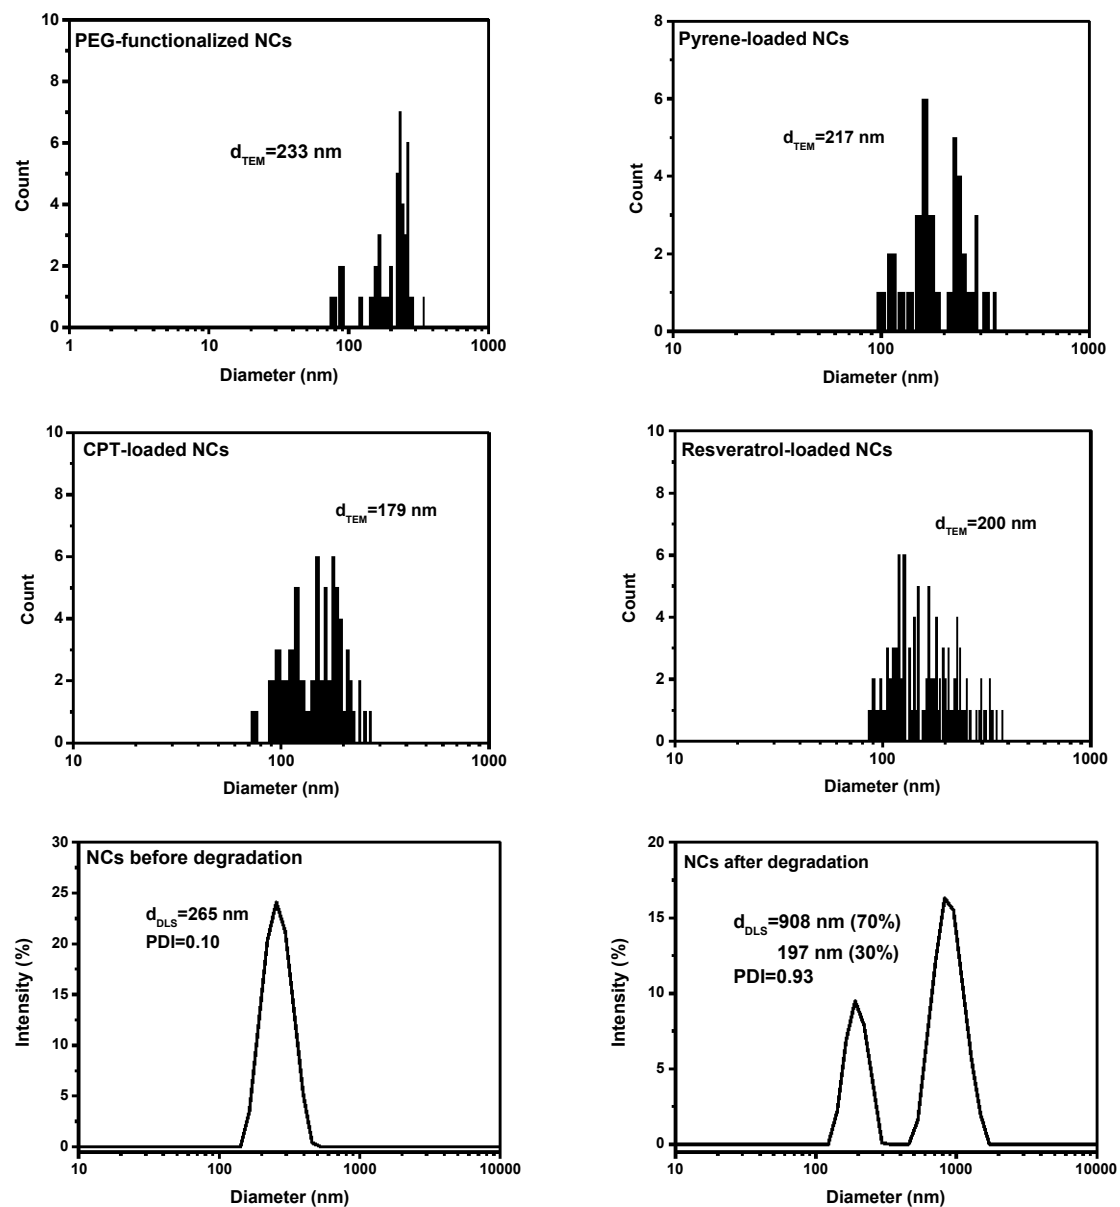 PEG-functionalized NCs
d_TEM=233 nm
Count
10
8
6
4
2
0
1 10 100 1000
Diameter (nm)
Pyrene-loaded NCs
d_TEM=217 nm
Count
8
6
4
2
0
10 100 1000
Diameter (nm)
CPT-loaded NCs
d_TEM=179 nm
Count
10
8
6
4
2
0
10 100 1000
Diameter (nm)
Resveratrol-loaded NCs
d_TEM=200 nm
Count
10
8
6
4
2
0
10 100 1000
Diameter (nm)
NCs before degradation
d_DLS=265 nm
PDI=0.10
Intensity (%)
30
25
20
15
10
5
0
10 100 1000 10000
Diameter (nm)
NCs after degradation
d_DLS=908 nm (70%)
197 nm (30%)
PDI=0.93
Intensity (%)
20
15
10
5
0
10 100 1000 10000
Diameter (nm)